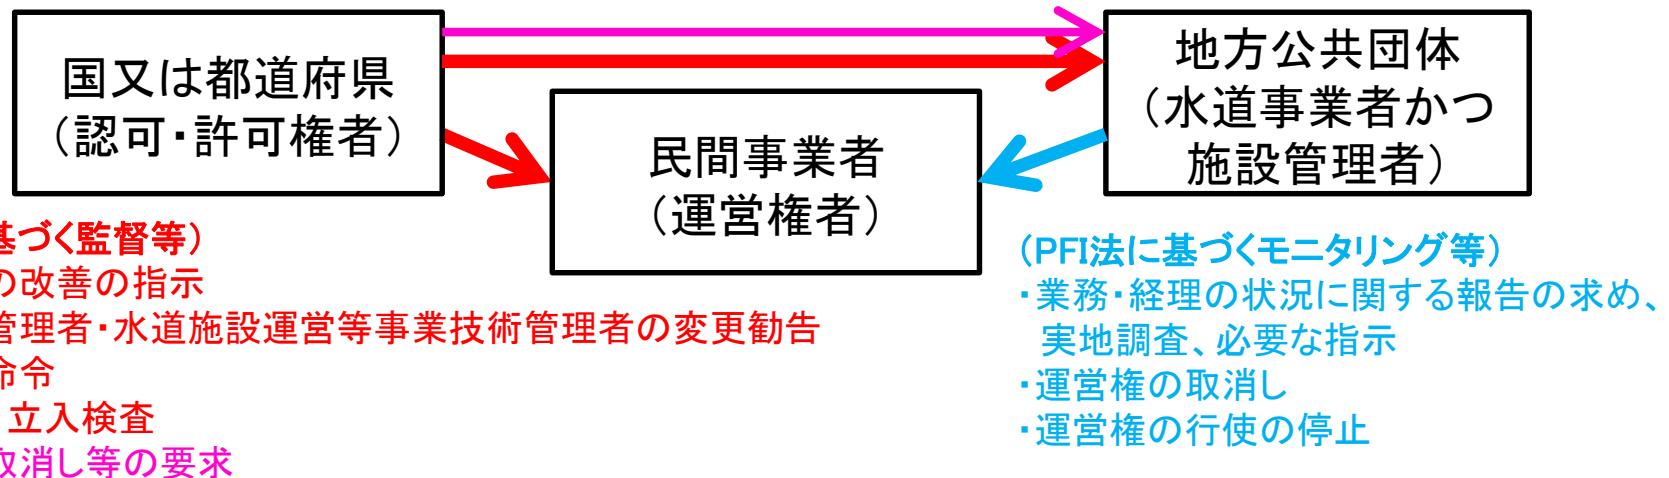 国又は都道府県
（認可・許可権者）
民間事業者
（運営権者）
地方公共団体
（水道事業者かつ
施設管理者）
基づく監督等）
の改善の指示
管理者・水道施設運営等事業技術管理者の変更勧告
命令
立入検査
取消し等の要求
（PFI法に基づくモニタリング等）
・業務・経理の状況に関する報告の求め、
実地調査、必要な指示
・運営権の取消し
・運営権の行使の停止